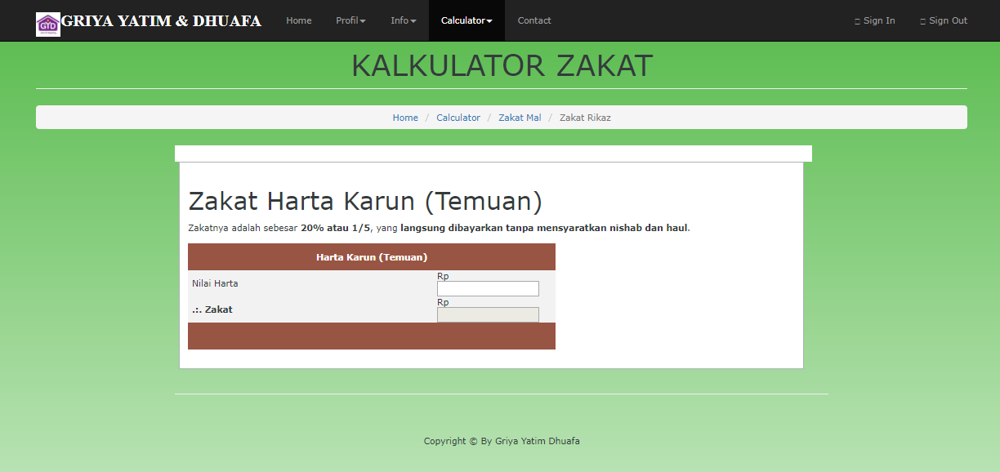 GYD GRIYA YATIM & DHUAFA Home Profil Info Calculator Contact Sign In Sign Out
KALKULATOR ZAKAT
Home / Calculator / Zakat Mal / Zakat Rikaz
Zakat Harta Karun (Temuan)
Zakatnya adalah sebesar 20% atau 1/5, yang langsung dibayarkan tanpa mensyaratkan nishab dan haul.
Harta Karun (Temuan)
Nilai Harta Rp
.:. Zakat Rp
Copyright © By Griya Yatim Dhuafa